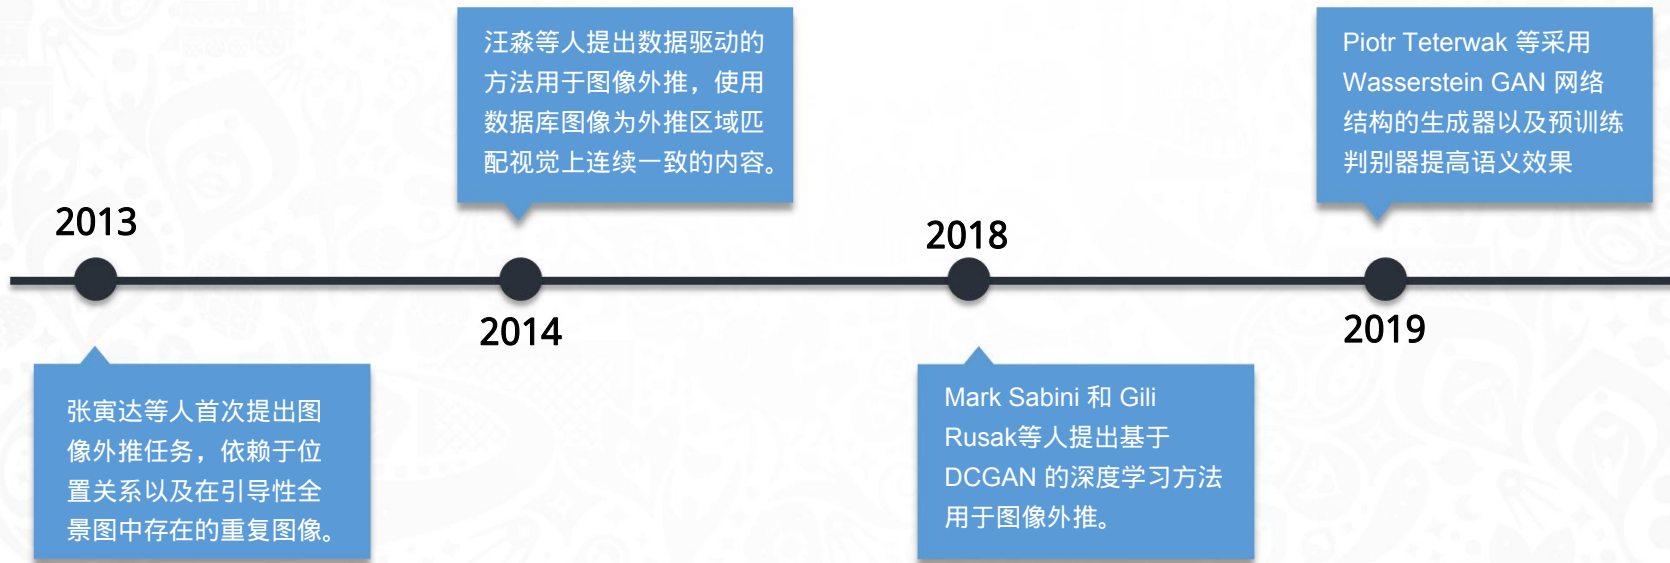 2013
张寅达等人首次提出图
像外推任务，依赖于位
置关系以及在引导性全
景图中存在的重复图像。
汪淼等人提出数据驱动的
方法用于图像外推，使用
数据库图像为外推区域匹
配视觉上连续一致的内容。
2014
2018
Mark Sabini 和 Gili
Rusak等人提出基于
DCGAN 的深度学习方法
用于图像外推。
Piotr Teterwak 等采用
Wasserstein GAN 网络
结构的生成器以及预训练
判别器提高语义效果
2019